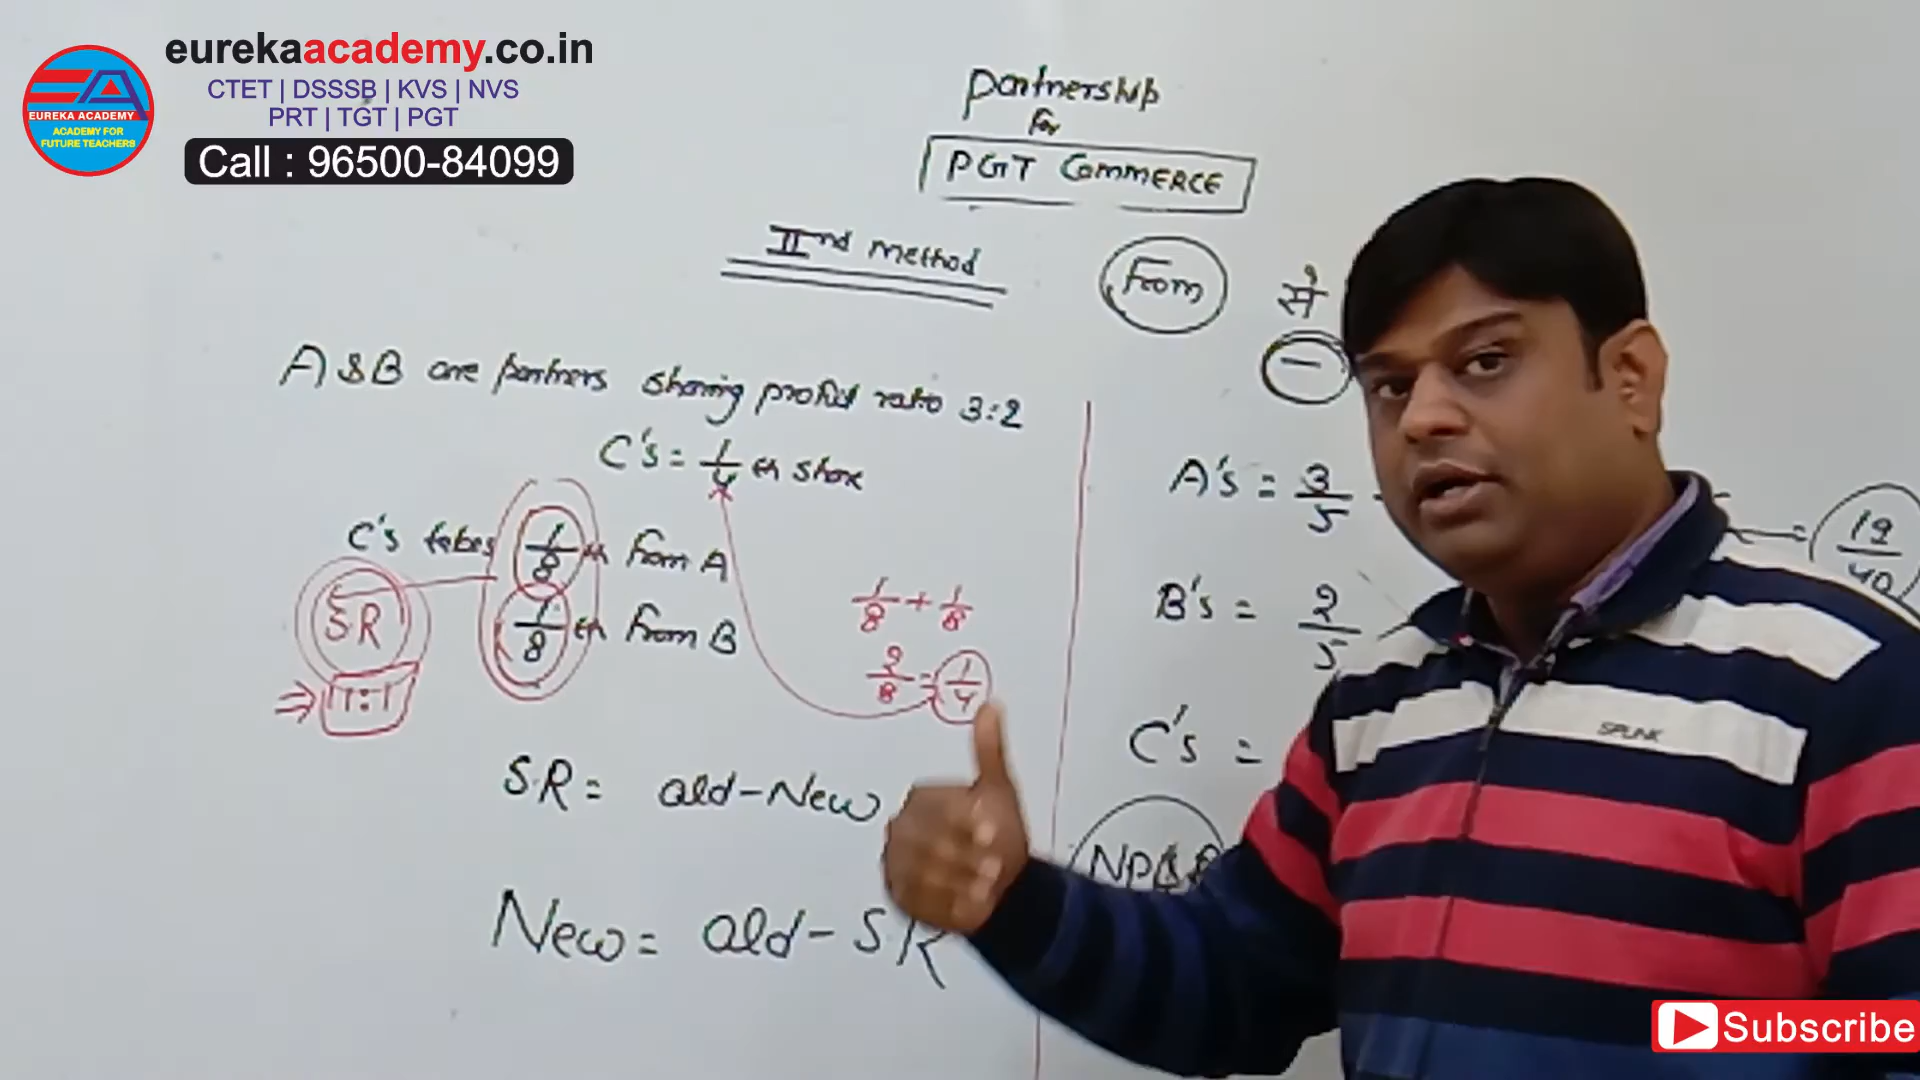 eurekaacademy.co.in
CTET | DSSSB | KVS | NVS
PRT | TGT | PGT
Call : 96500-84099
EUREKA ACADEMY
ACADEMY FOR
FUTURE TEACHERS
Partnership
for
PGT COMMERCE
IInd Method
From से
−
A & B are partners sharing profit ratio 3:2
C's = 1/4 th share
C's takes 1/8 th from A
1/8 th from B
S.R
⇒ 1:1
1/8 + 1/8
2/8 = 1/4
S.R = old - New
New = old - S.R
A's = 3/5 - = 19/40
B's = 2/5
C's =
SPUNK
Subscribe